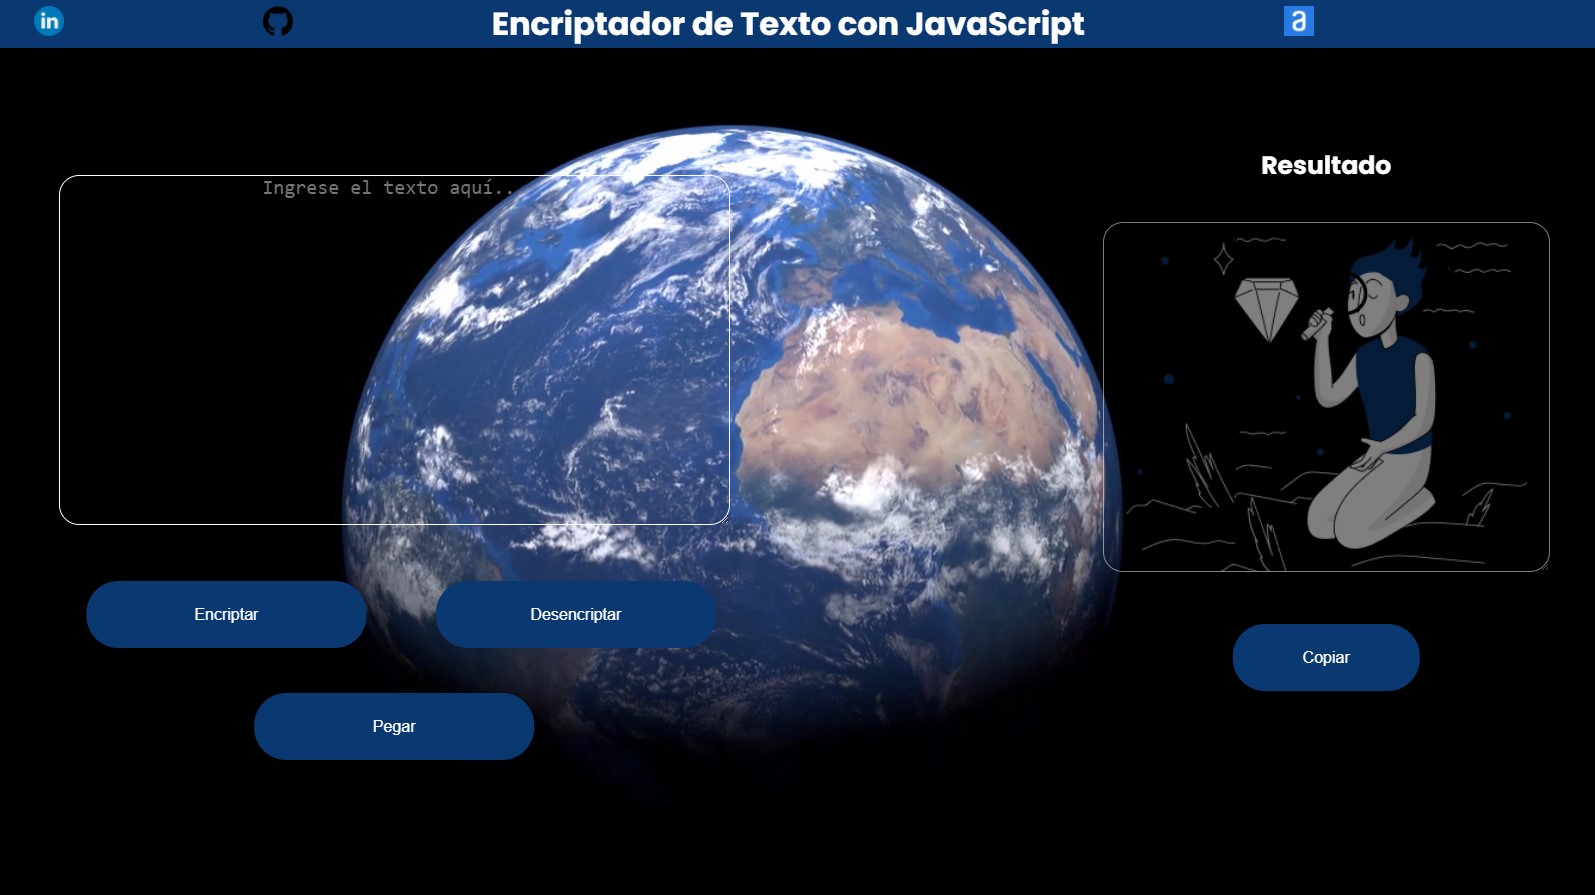 in
Encriptador de Texto con JavaScript
a
Ingrese el texto aquí..
Resultado
Encriptar
Desencriptar
Copiar
Pegar